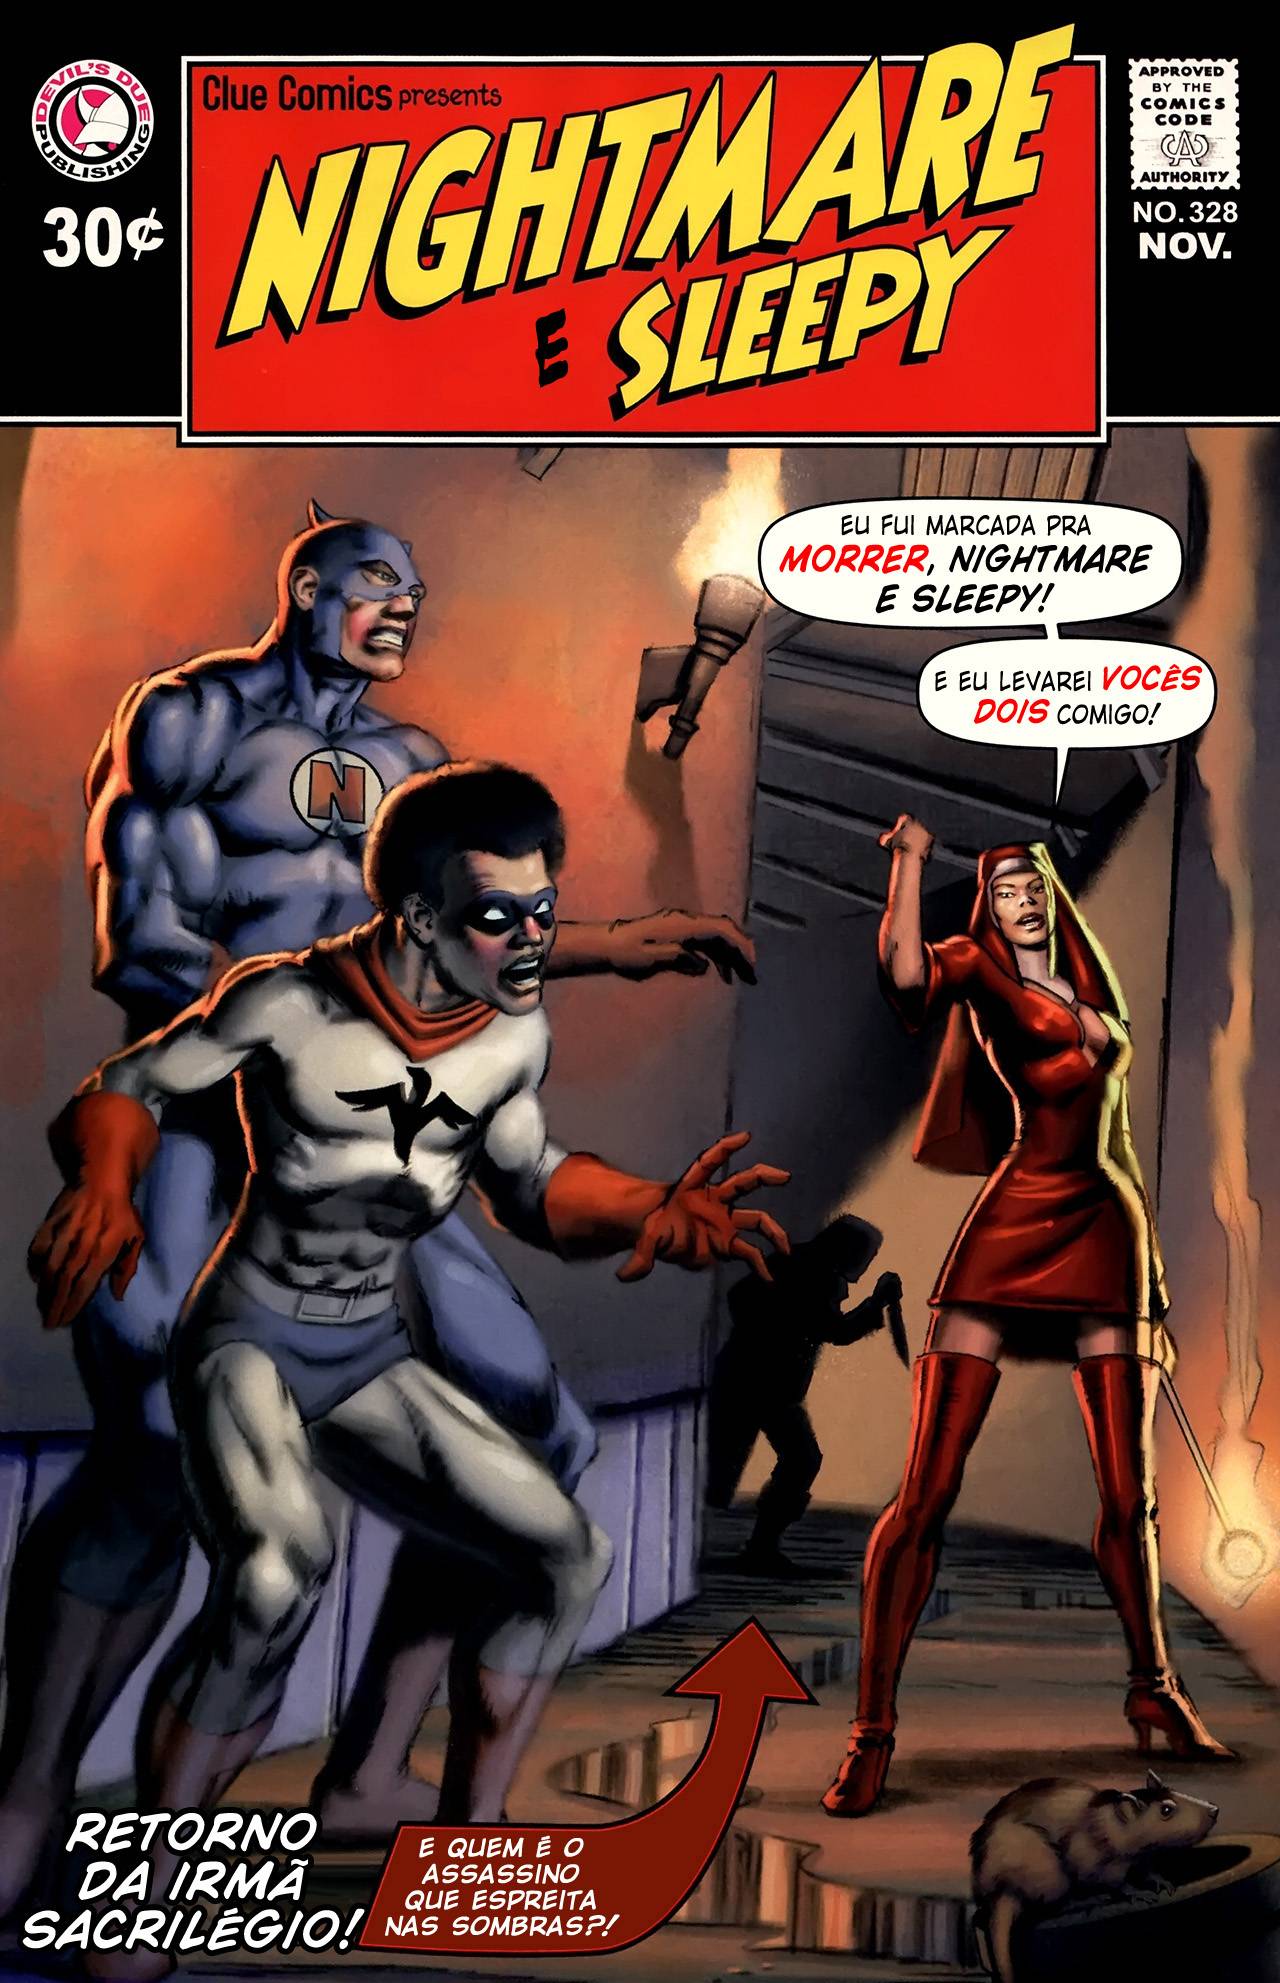 DEVIL'S DUE
PUBLISHING
30¢
Clue Comics presents
NIGHTMARE
E SLEEPY
APPROVED
BY THE
COMICS
CODE
CA
AUTHORITY
NO. 328
NOV.
EU FUI MARCADA PRA
MORRER, NIGHTMARE
E SLEEPY!
E EU LEVAREI VOCÊS
DOIS COMIGO!
N
RETORNO
DA IRMÃ
SACRILÉGIO!
E QUEM É O
ASSASSINO
QUE ESPREITA
NAS SOMBRAS?!